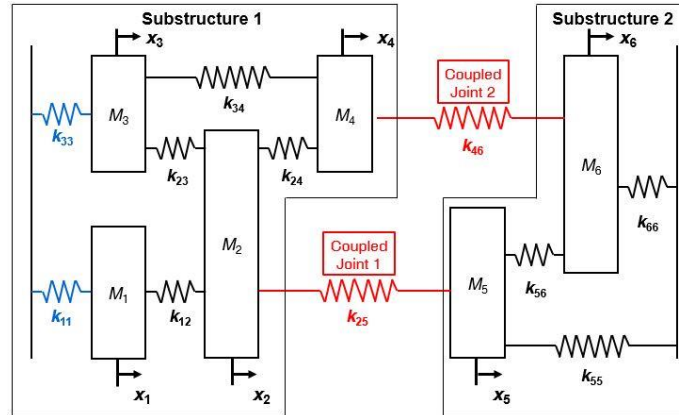 Substructure 1
Substructure 2
x3
x4
x6
Coupled
Joint 2
k34
M3
M4
k33
k23
k24
k46
M6
k66
M2
Coupled
Joint 1
M1
M5
k56
k11
k12
k25
k55
x1
x2
x5